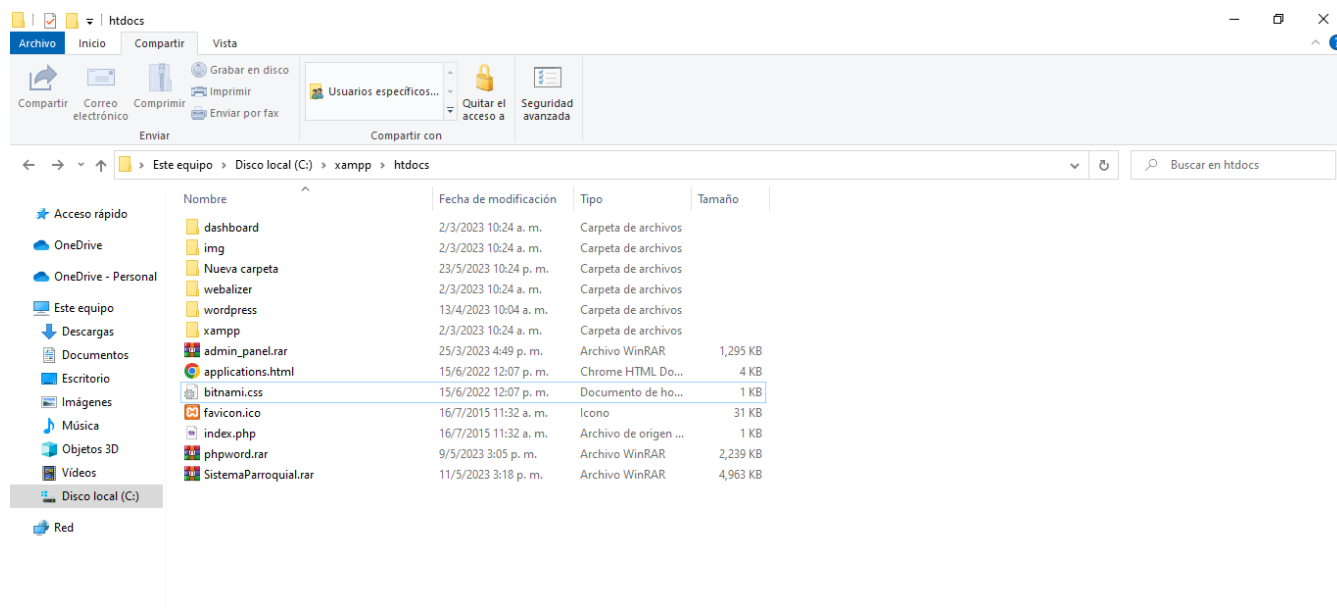 htdocs
Archivo Inicio Compartir Vista
Compartir Correo electrónico Comprimir Grabar en disco Imprimir Enviar por fax Usuarios específicos... Quitar el acceso a Seguridad avanzada
Enviar Compartir con
Este equipo > Disco local (C:) > xampp > htdocs Buscar en htdocs
Acceso rápido
OneDrive
OneDrive - Personal
Este equipo
Descargas
Documentos
Escritorio
Imágenes
Música
Objetos 3D
Vídeos
Disco local (C:)
Red
Nombre Fecha de modificación Tipo Tamaño
dashboard 2/3/2023 10:24 a. m. Carpeta de archivos
img 2/3/2023 10:24 a. m. Carpeta de archivos
Nueva carpeta 23/5/2023 10:24 p. m. Carpeta de archivos
webalizer 2/3/2023 10:24 a. m. Carpeta de archivos
wordpress 13/4/2023 10:04 a. m. Carpeta de archivos
xampp 2/3/2023 10:24 a. m. Carpeta de archivos
admin_panel.rar 25/3/2023 4:49 p. m. Archivo WinRAR 1,295 KB
applications.html 15/6/2022 12:07 p. m. Chrome HTML Do... 4 KB
bitnami.css 15/6/2022 12:07 p. m. Documento de ho... 1 KB
favicon.ico 16/7/2015 11:32 a. m. Icono 31 KB
index.php 16/7/2015 11:32 a. m. Archivo de origen ... 1 KB
phpword.rar 9/5/2023 3:05 p. m. Archivo WinRAR 2,239 KB
SistemaParroquial.rar 11/5/2023 3:18 p. m. Archivo WinRAR 4,963 KB